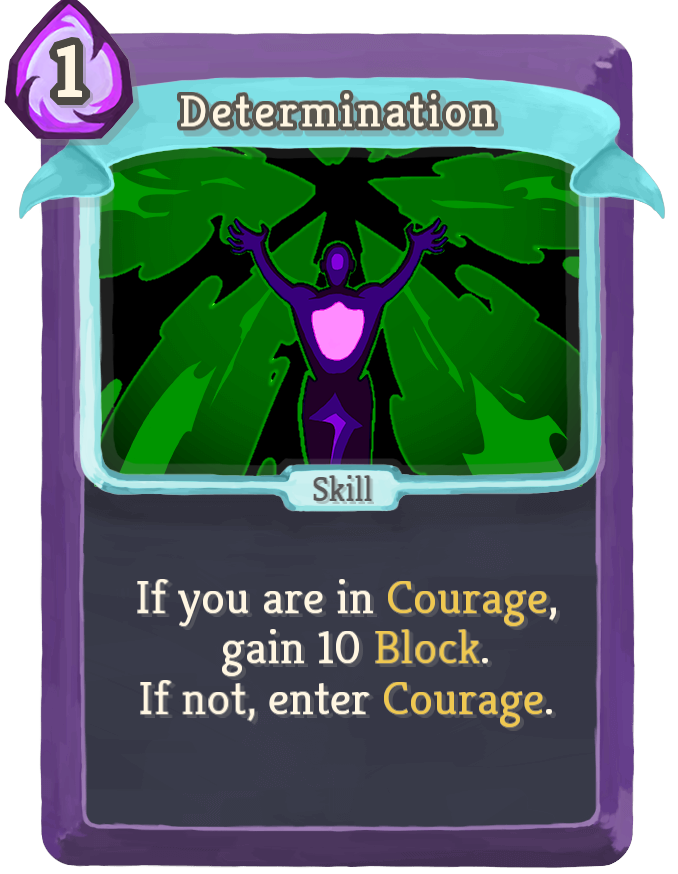 1
Determination
Skill
If you are in Courage,
gain 10 Block.
If not, enter Courage.